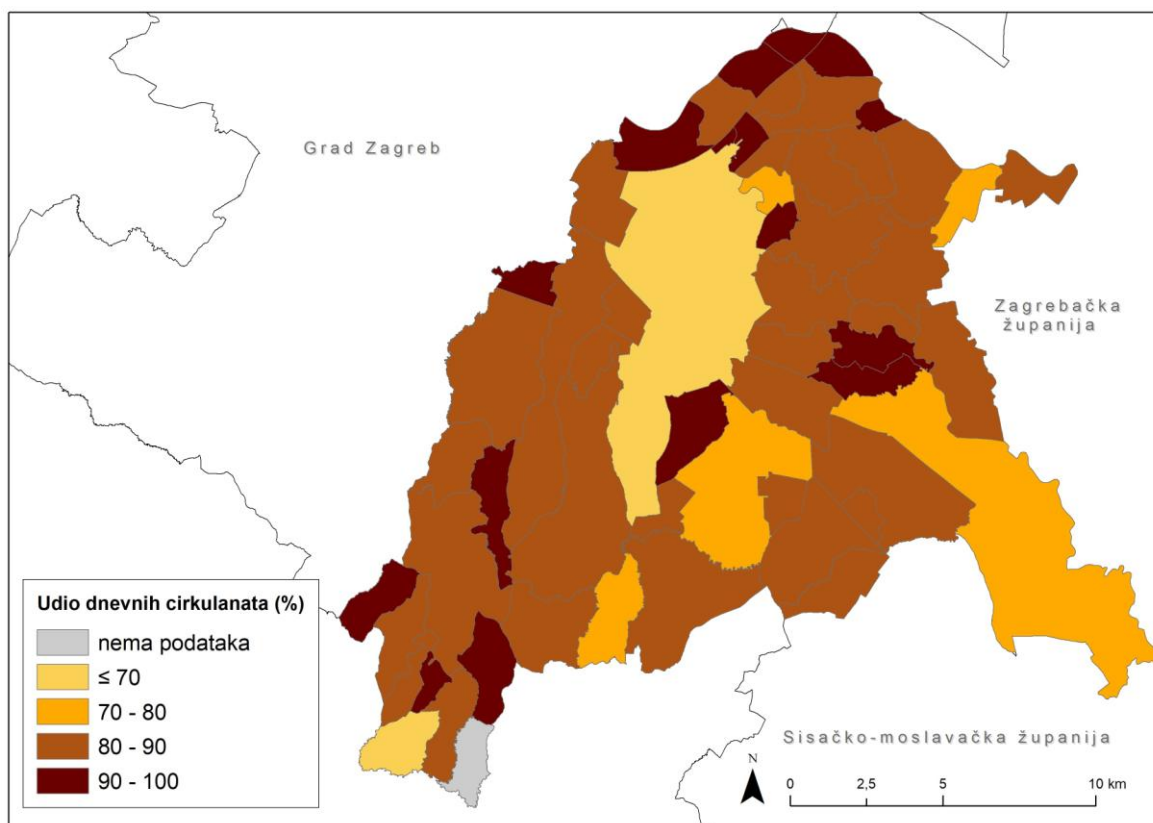 Grad Zagreb
Zagrebačka
županija
Udio dnevnih cirkulanata (%)
nema podataka
≤ 70
70 - 80
80 - 90
90 - 100
Sisačko-moslavačka županija
N
0 2,5 5 10 km